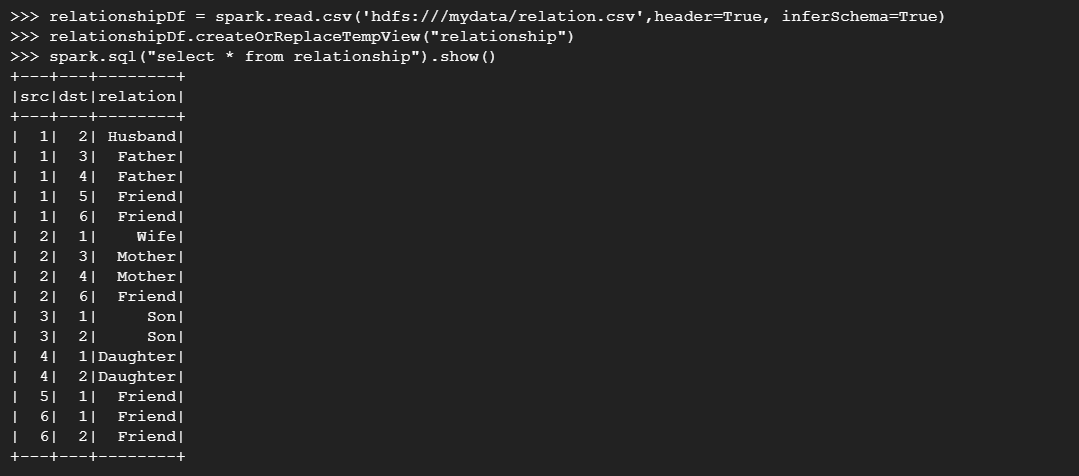 >>> relationshipDf = spark.read.csv('hdfs:///mydata/relation.csv',header=True, inferSchema=True)
>>> relationshipDf.createOrReplaceTempView("relationship")
>>> spark.sql("select * from relationship").show()
+---+---+--------+
|src|dst|relation|
+---+---+--------+
|  1|  2| Husband|
|  1|  3|  Father|
|  1|  4|  Father|
|  1|  5|  Friend|
|  1|  6|  Friend|
|  2|  1|    Wife|
|  2|  3|  Mother|
|  2|  4|  Mother|
|  2|  6|  Friend|
|  3|  1|     Son|
|  3|  2|     Son|
|  4|  1|Daughter|
|  4|  2|Daughter|
|  5|  1|  Friend|
|  6|  1|  Friend|
|  6|  2|  Friend|
+---+---+--------+